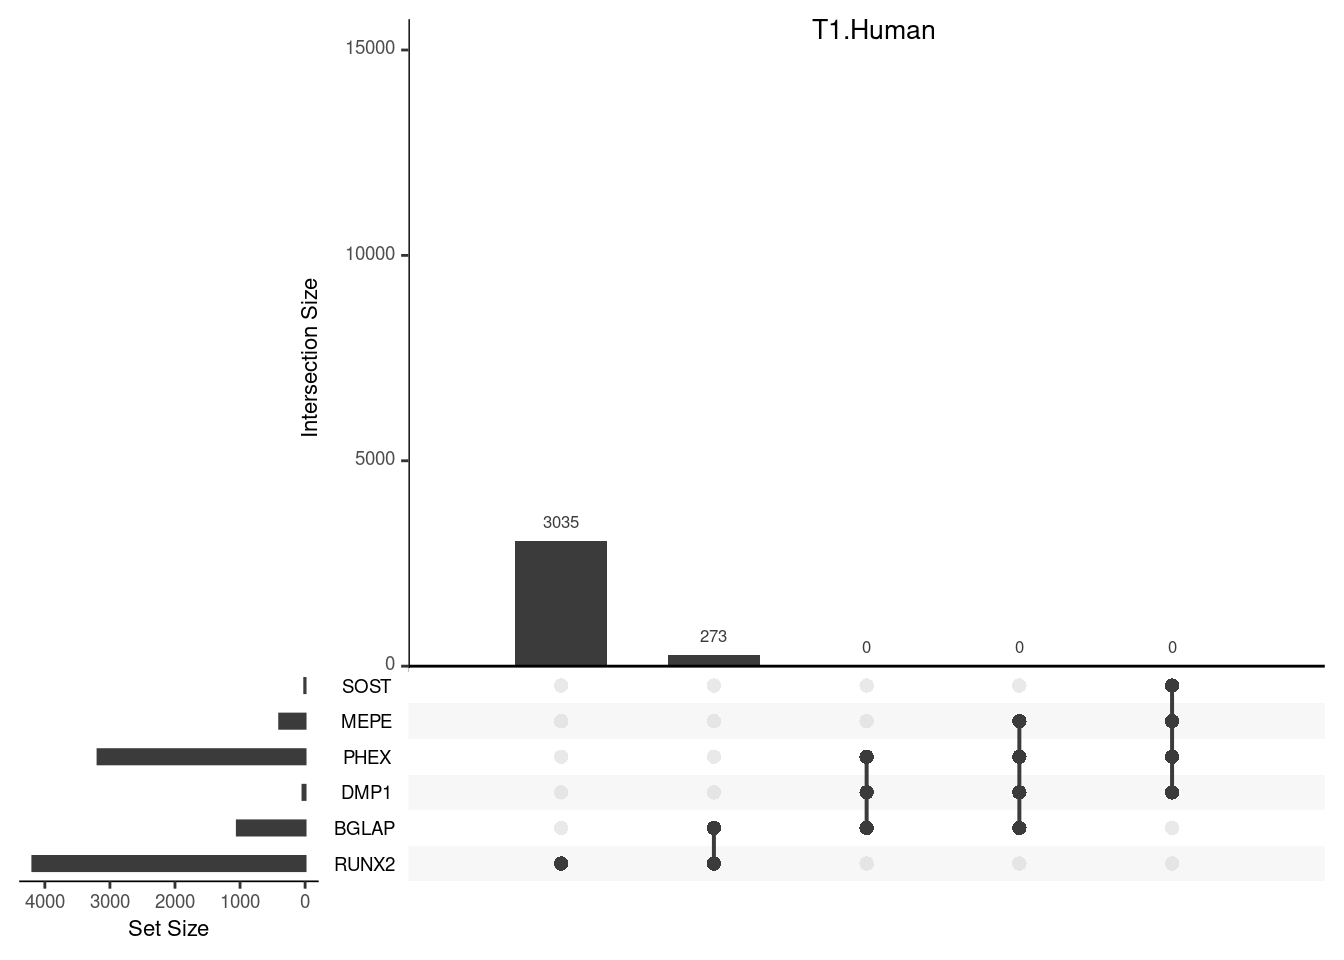 T1.Human
15000
10000
5000
0
Intersection Size
3035
273
0
0
0
SOST
MEPE
PHEX
DMP1
BGLAP
RUNX2
4000 3000 2000 1000 0
Set Size